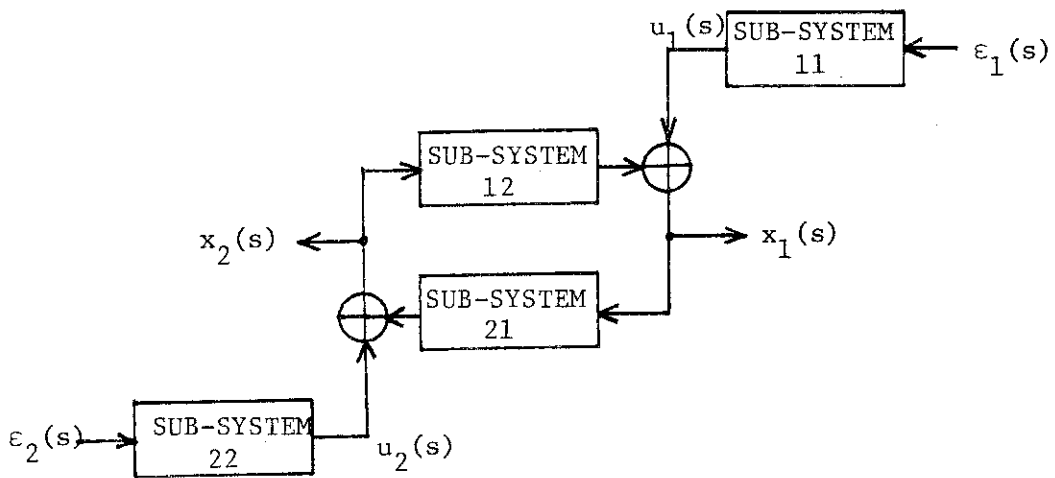 u₁(s)
SUB-SYSTEM
11
ε₁(s)
SUB-SYSTEM
12
x₂(s)
x₁(s)
SUB-SYSTEM
21
ε₂(s)
SUB-SYSTEM
22
u₂(s)